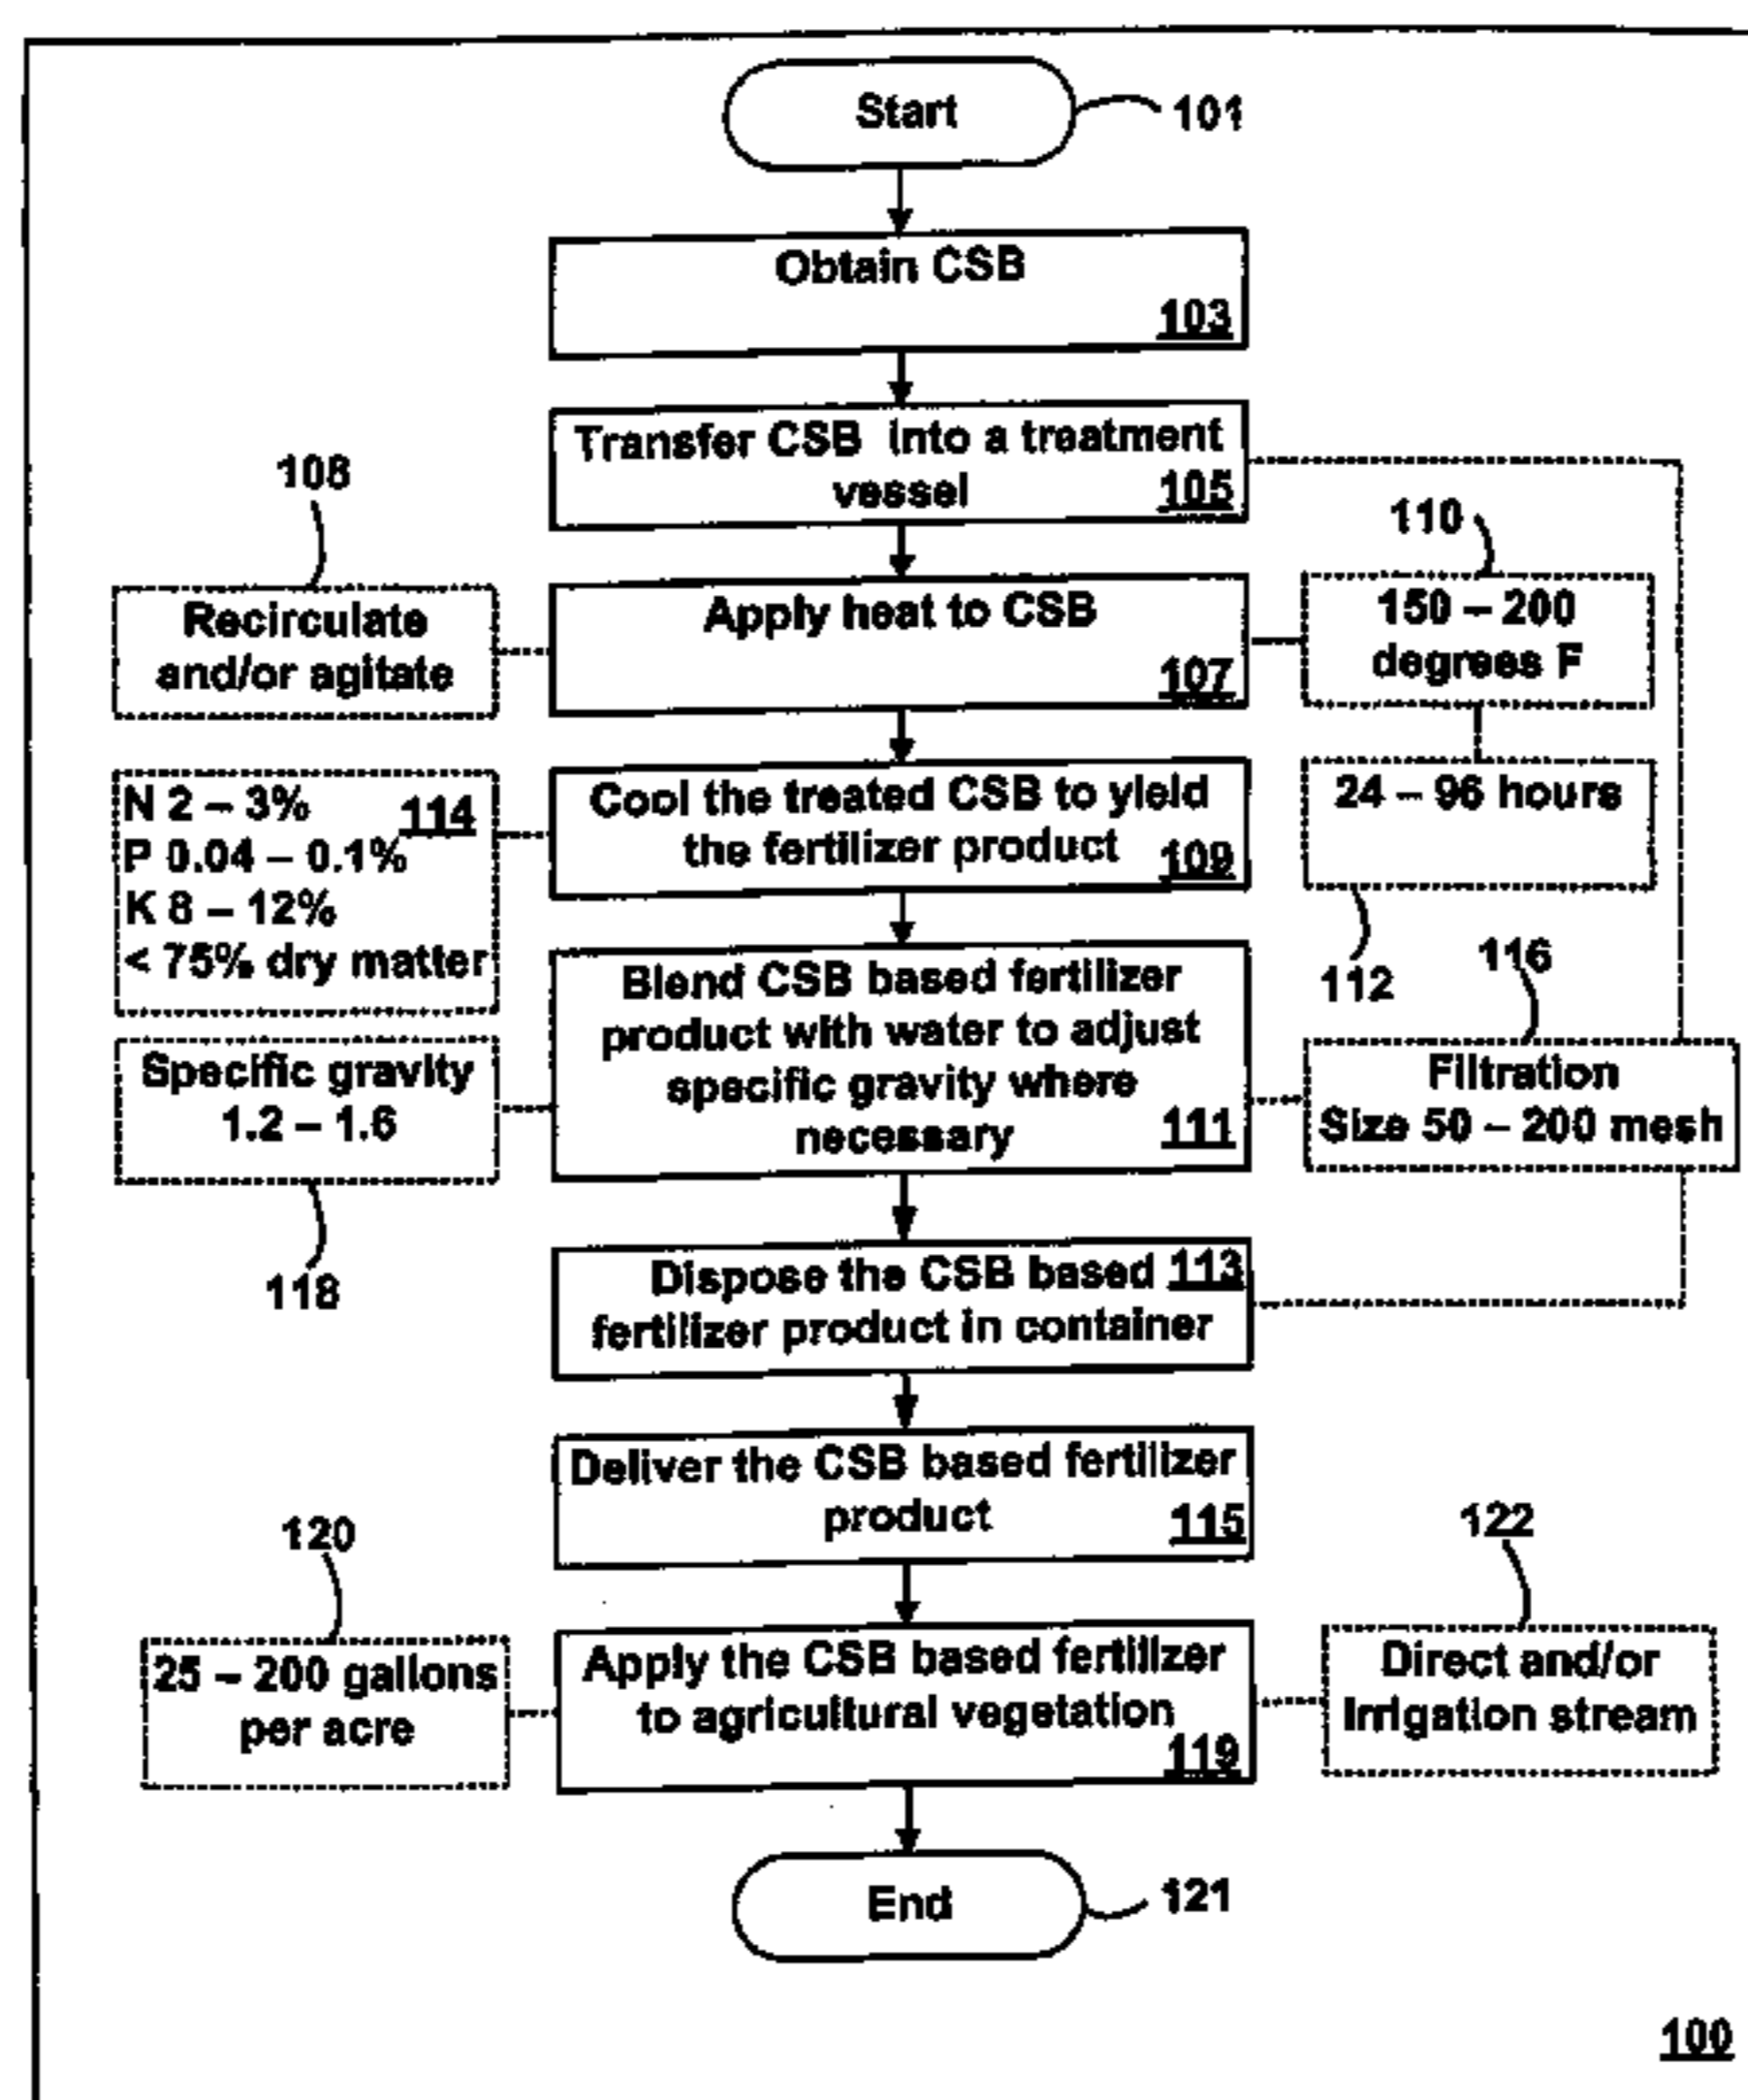 Start
101
Obtain CSB
103
Transfer CSB into a treatment
vessel
105
108
Recirculate
and/or agitate
Apply heat to CSB
107
110
150 – 200
degrees F
24 – 96 hours
112
N 2 – 3%
114
P 0.04 – 0.1%
K 8 – 12%
< 75% dry matter
Cool the treated CSB to yield
the fertilizer product
109
Blend CSB based fertilizer
product with water to adjust
specific gravity where
necessary
111
Specific gravity
1.2 – 1.6
118
116
Filtration
Size 50 – 200 mesh
Dispose the CSB based
113
fertilizer product in container
Deliver the CSB based fertilizer
product
115
120
25 – 200 gallons
per acre
Apply the CSB based fertilizer
to agricultural vegetation
119
122
Direct and/or
Irrigation stream
End
121
100